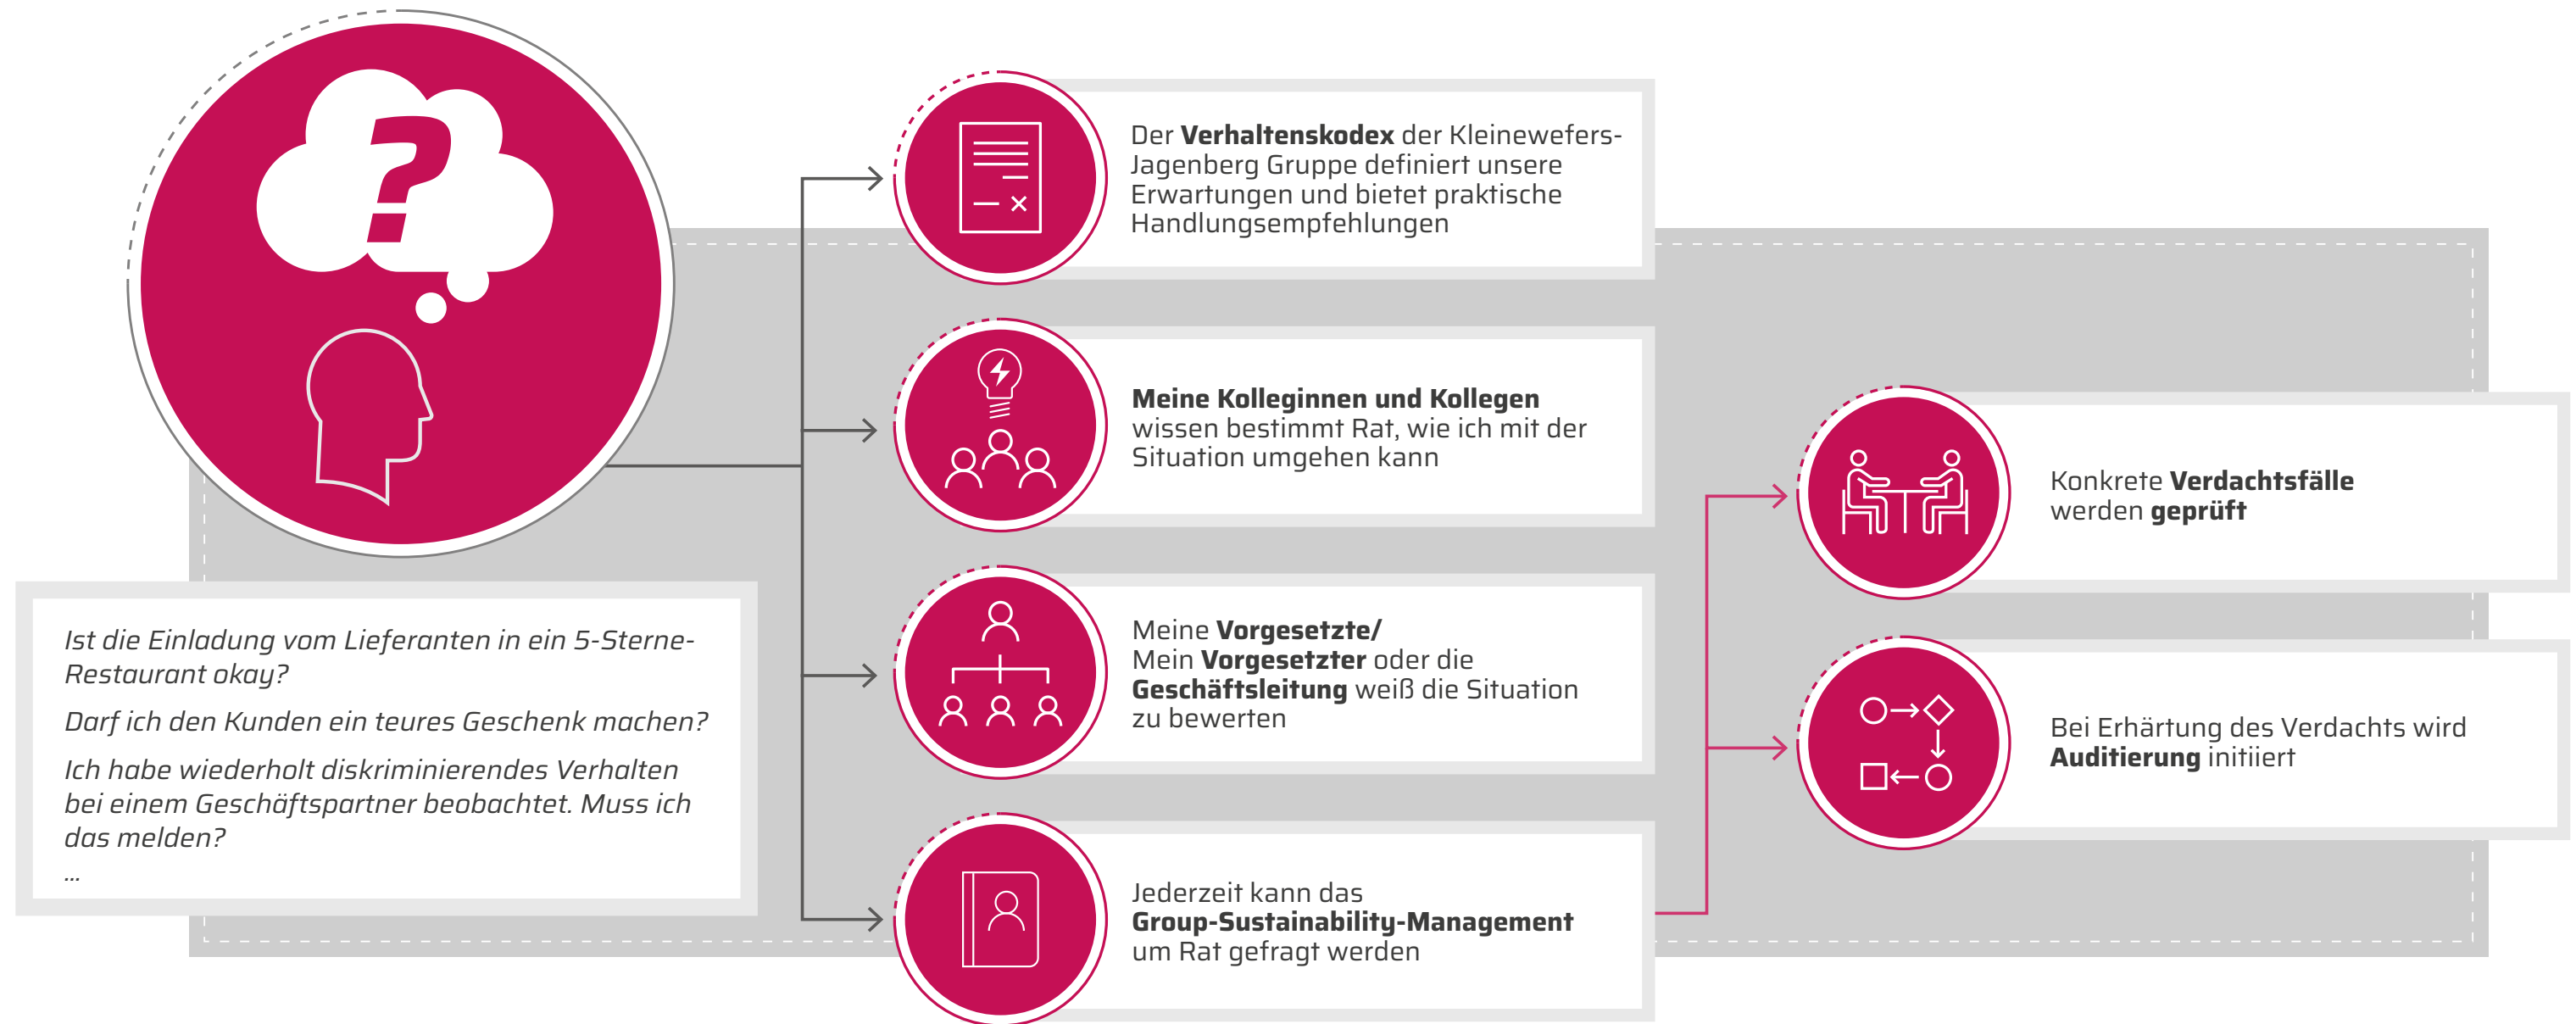 ?
Ist die Einladung vom Lieferanten in ein 5-Sterne-
Restaurant okay?
Darf ich den Kunden ein teures Geschenk machen?
Ich habe wiederholt diskriminierendes Verhalten
bei einem Geschäftspartner beobachtet. Muss ich
das melden?
...
Der Verhaltenskodex der Kleinewefers-
Jagenberg Gruppe definiert unsere
Erwartungen und bietet praktische
Handlungsempfehlungen
Meine Kolleginnen und Kollegen
wissen bestimmt Rat, wie ich mit der
Situation umgehen kann
Meine Vorgesetzte/
Mein Vorgesetzter oder die
Geschäftsleitung weiß die Situation
zu bewerten
Jederzeit kann das
Group-Sustainability-Management
um Rat gefragt werden
Konkrete Verdachtsfälle
werden geprüft
Bei Erhärtung des Verdachts wird
Auditierung initiiert